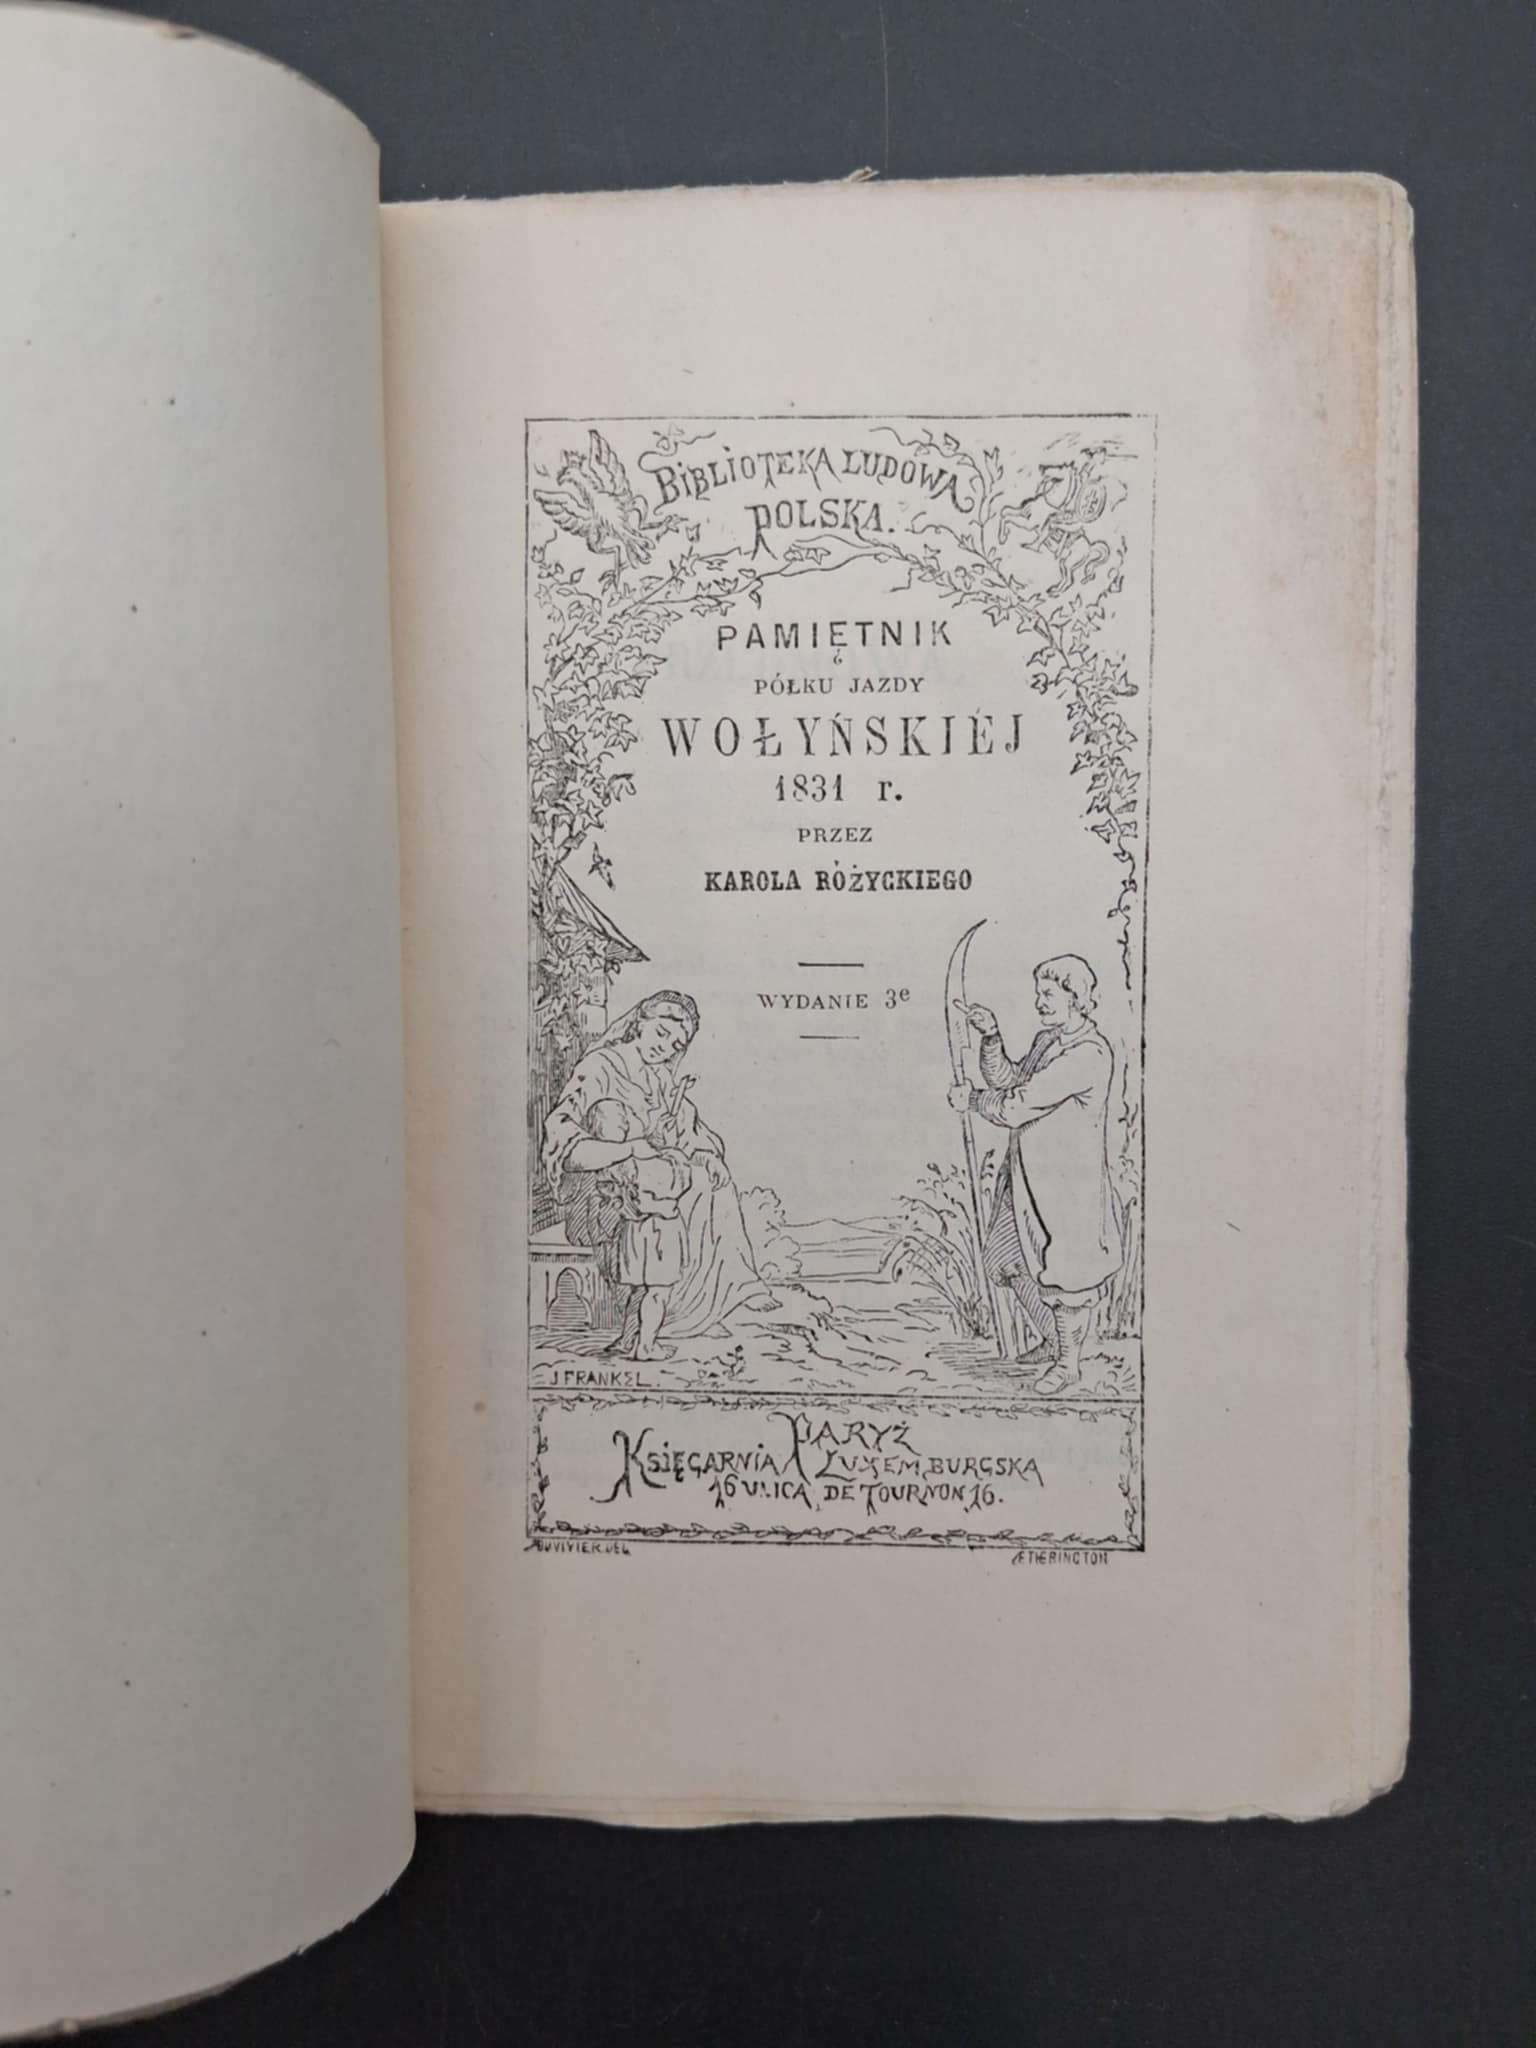 BIBLIOTEKA LUDOWA
POLSKA.
PAMIĘTNIK
PÓŁKU JAZDY
WOŁYŃSKIÉJ
1831 r.
PRZEZ
KAROLA RÓŻYCKIEGO
WYDANIE 3e
J FRANKEL.
PARYŻ
KSIĘGARNIA LUXEMBURGSKA
16 ULICA DE TOURNON 16.
DUVIVIER DEL
ETHERINGTON